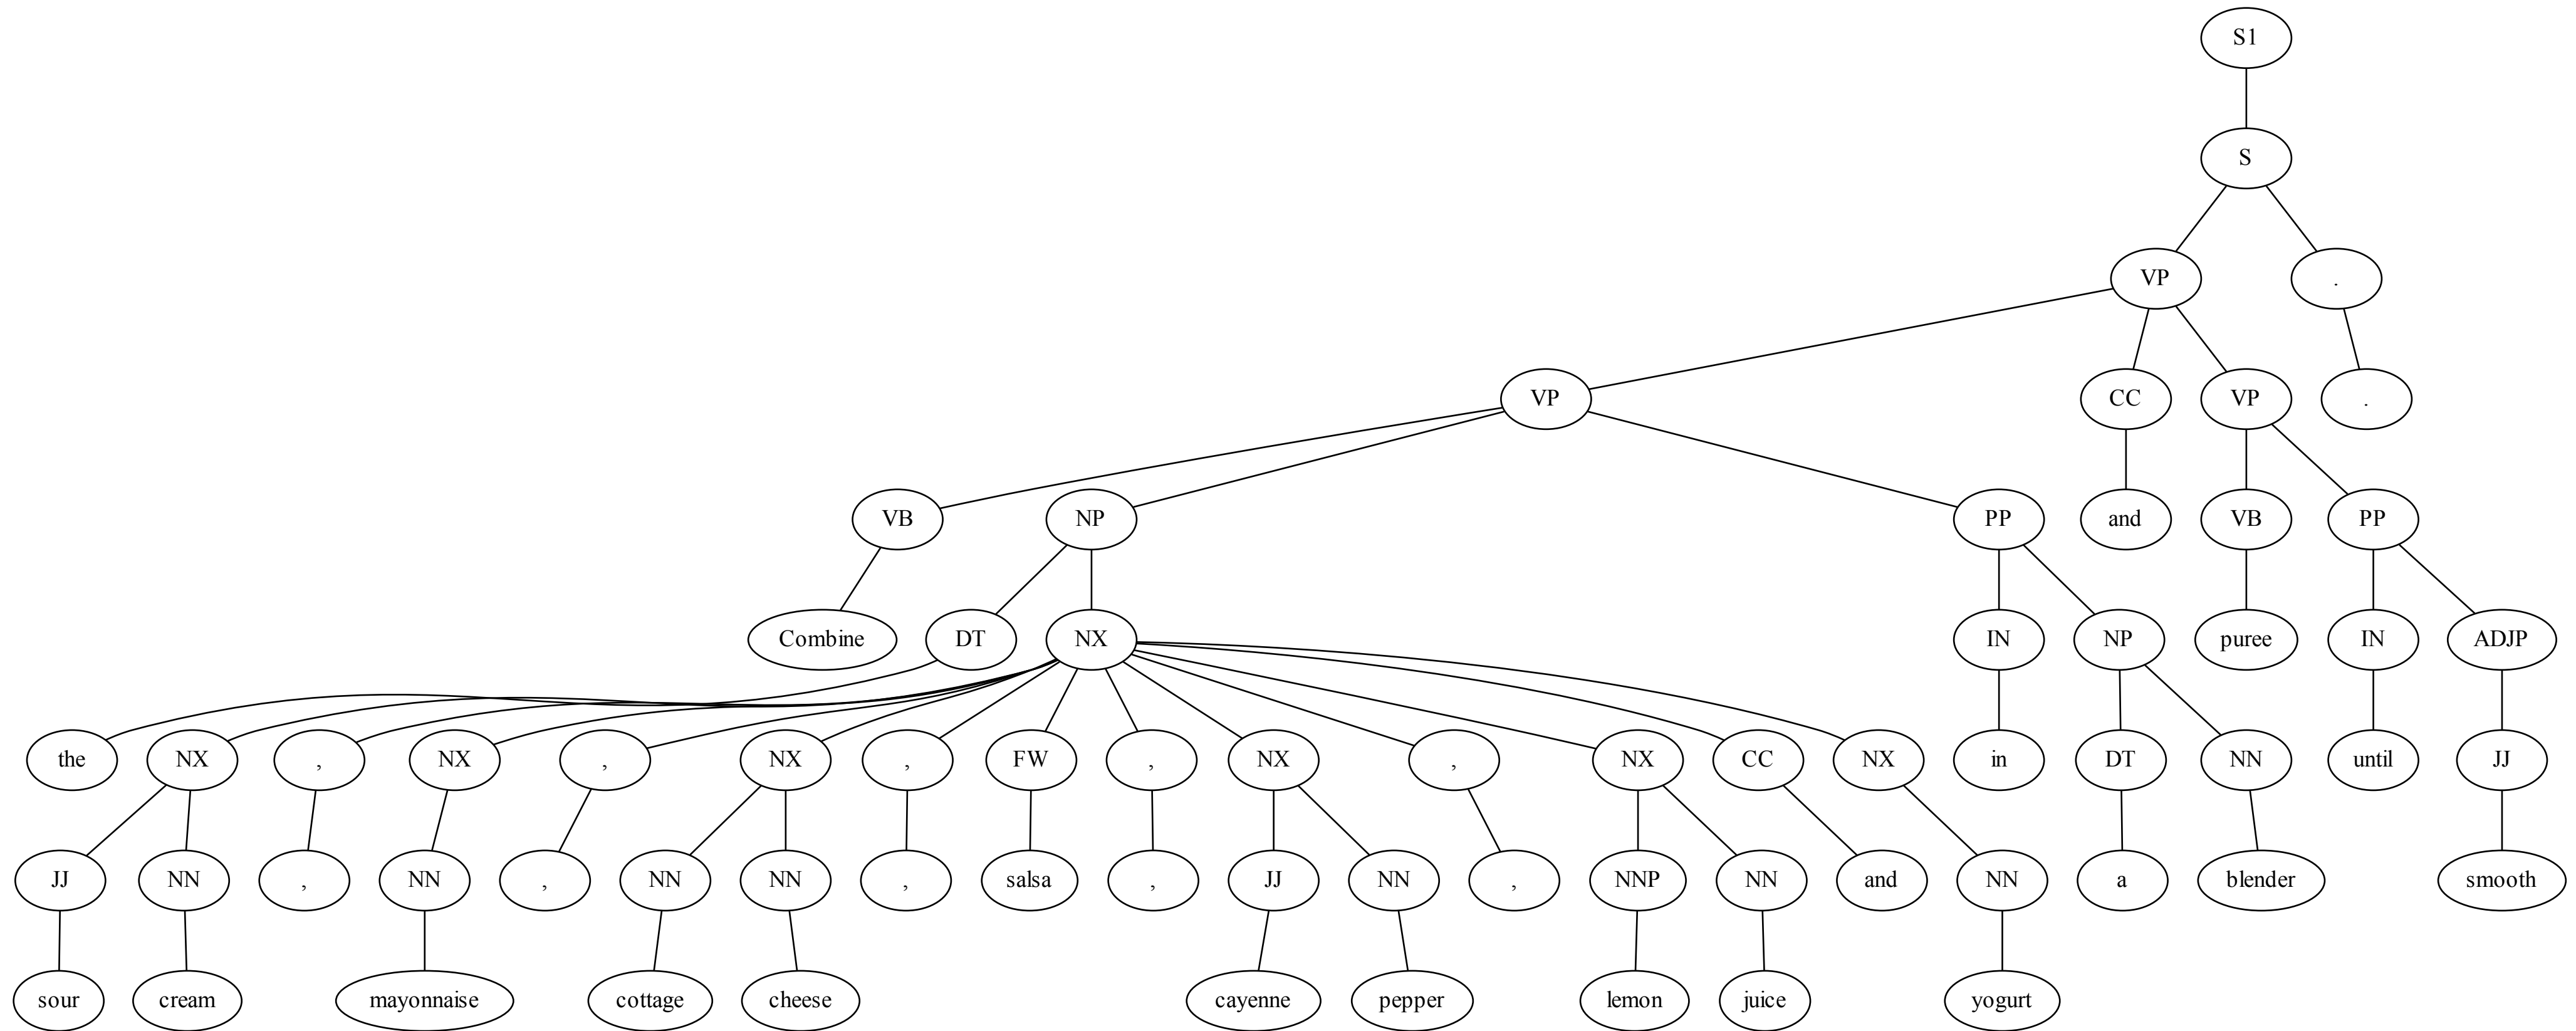 S1
S
VP .
VP CC VP .
VB NP PP and VB PP
Combine DT NX IN NP puree IN ADJP
the NX , NX , NX , FW , NX , NX CC NX in DT NN until JJ
JJ NN , NN , NN NN , salsa , JJ NN , NNP NN and NN a blender smooth
sour cream mayonnaise cottage cheese cayenne pepper lemon juice yogurt